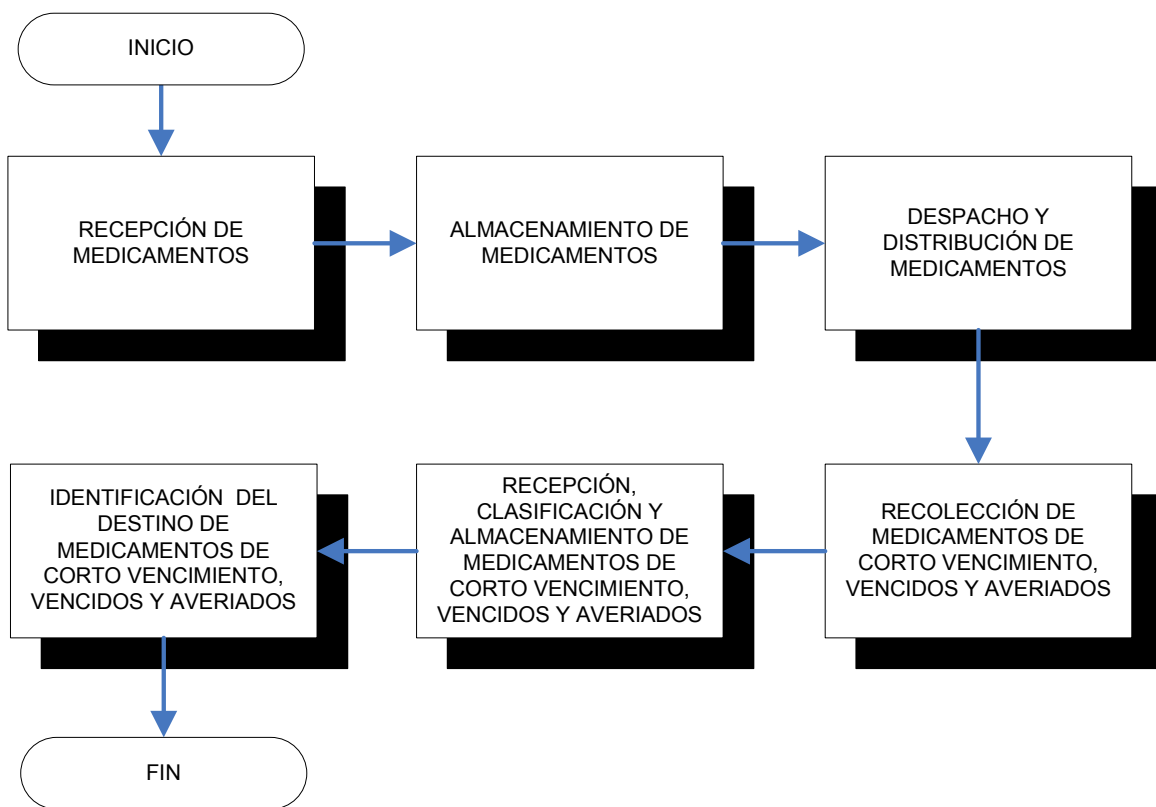 INICIO
RECEPCIÓN DE
MEDICAMENTOS
ALMACENAMIENTO DE
MEDICAMENTOS
DESPACHO Y
DISTRIBUCIÓN DE
MEDICAMENTOS
RECOLECCIÓN DE
MEDICAMENTOS DE
CORTO VENCIMIENTO,
VENCIDOS Y AVERIADOS
RECEPCIÓN,
CLASIFICACIÓN Y
ALMACENAMIENTO DE
MEDICAMENTOS DE
CORTO VENCIMIENTO,
VENCIDOS Y AVERIADOS
IDENTIFICACIÓN DEL
DESTINO DE
MEDICAMENTOS DE
CORTO VENCIMIENTO,
VENCIDOS Y AVERIADOS
FIN